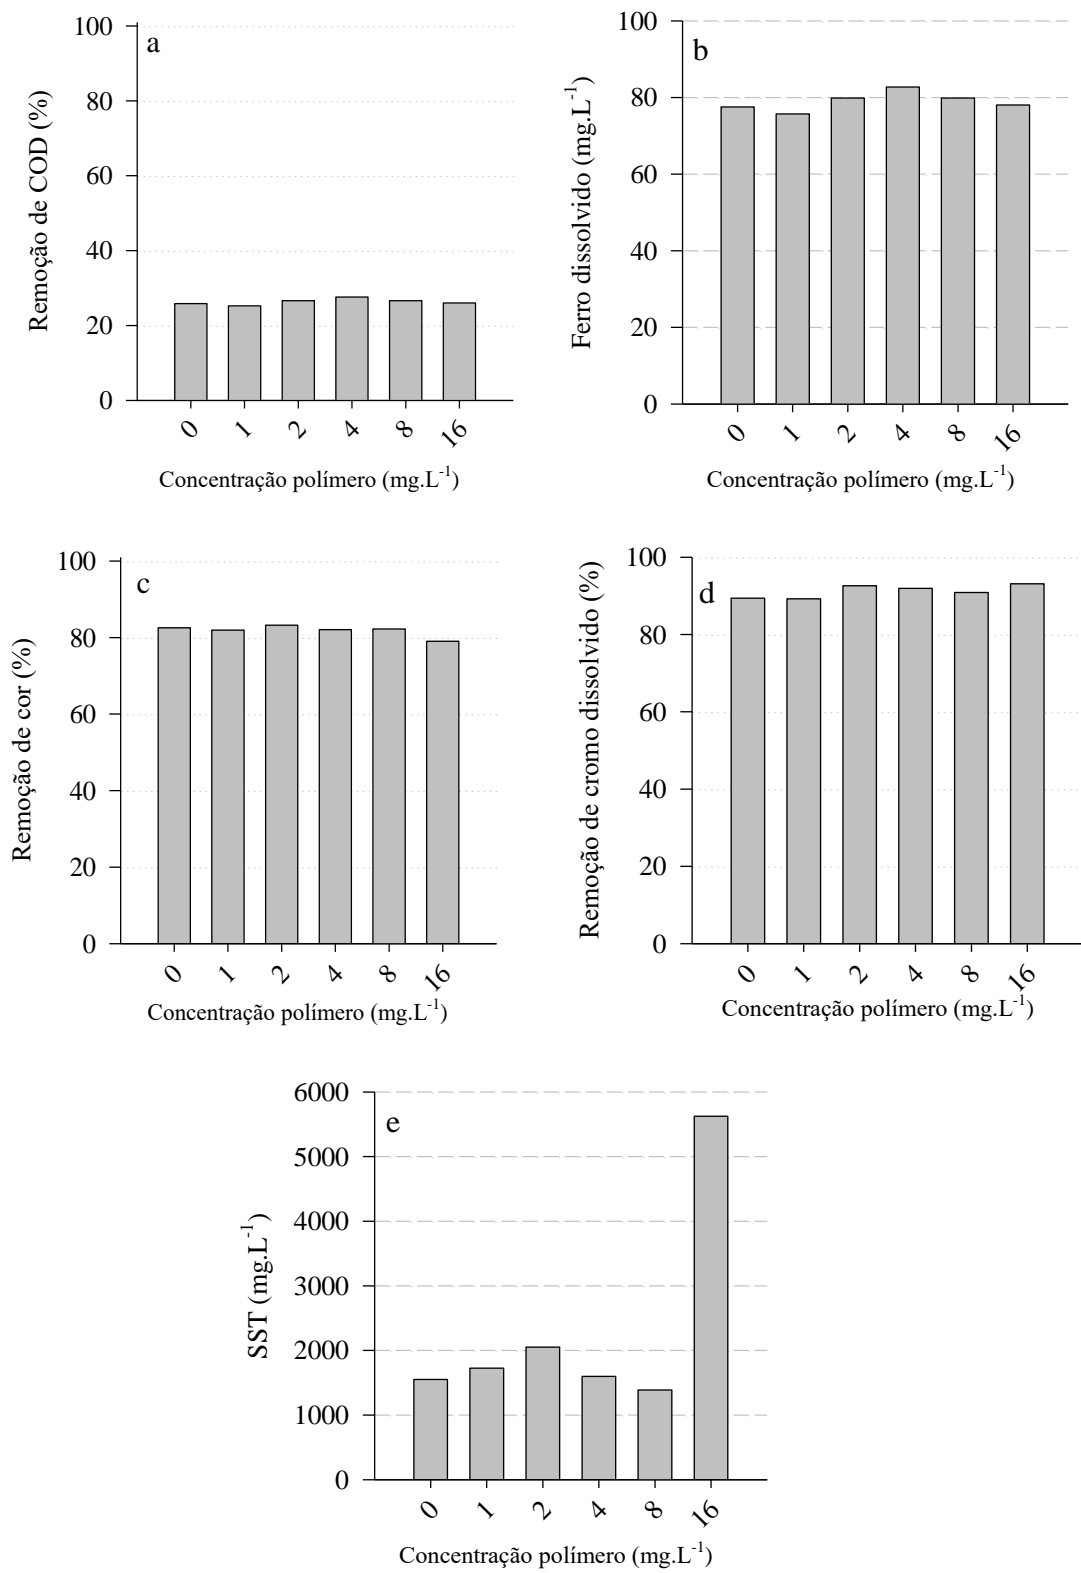 a
Remoção de COD (%)
100
80
60
40
20
0
0 1 2 4 8 16
Concentração polímero (mg.L-1)
b
Ferro dissolvido (mg.L-1)
100
80
60
40
20
0
0 1 2 4 8 16
Concentração polímero (mg.L-1)
c
Remoção de cor (%)
100
80
60
40
20
0
0 1 2 4 8 16
Concentração polímero (mg.L-1)
d
Remoção de cromo dissolvido (%)
100
80
60
40
20
0
0 1 2 4 8 16
Concentração polímero (mg.L-1)
e
SST (mg.L-1)
6000
5000
4000
3000
2000
1000
0
0 1 2 4 8 16
Concentração polímero (mg.L-1)